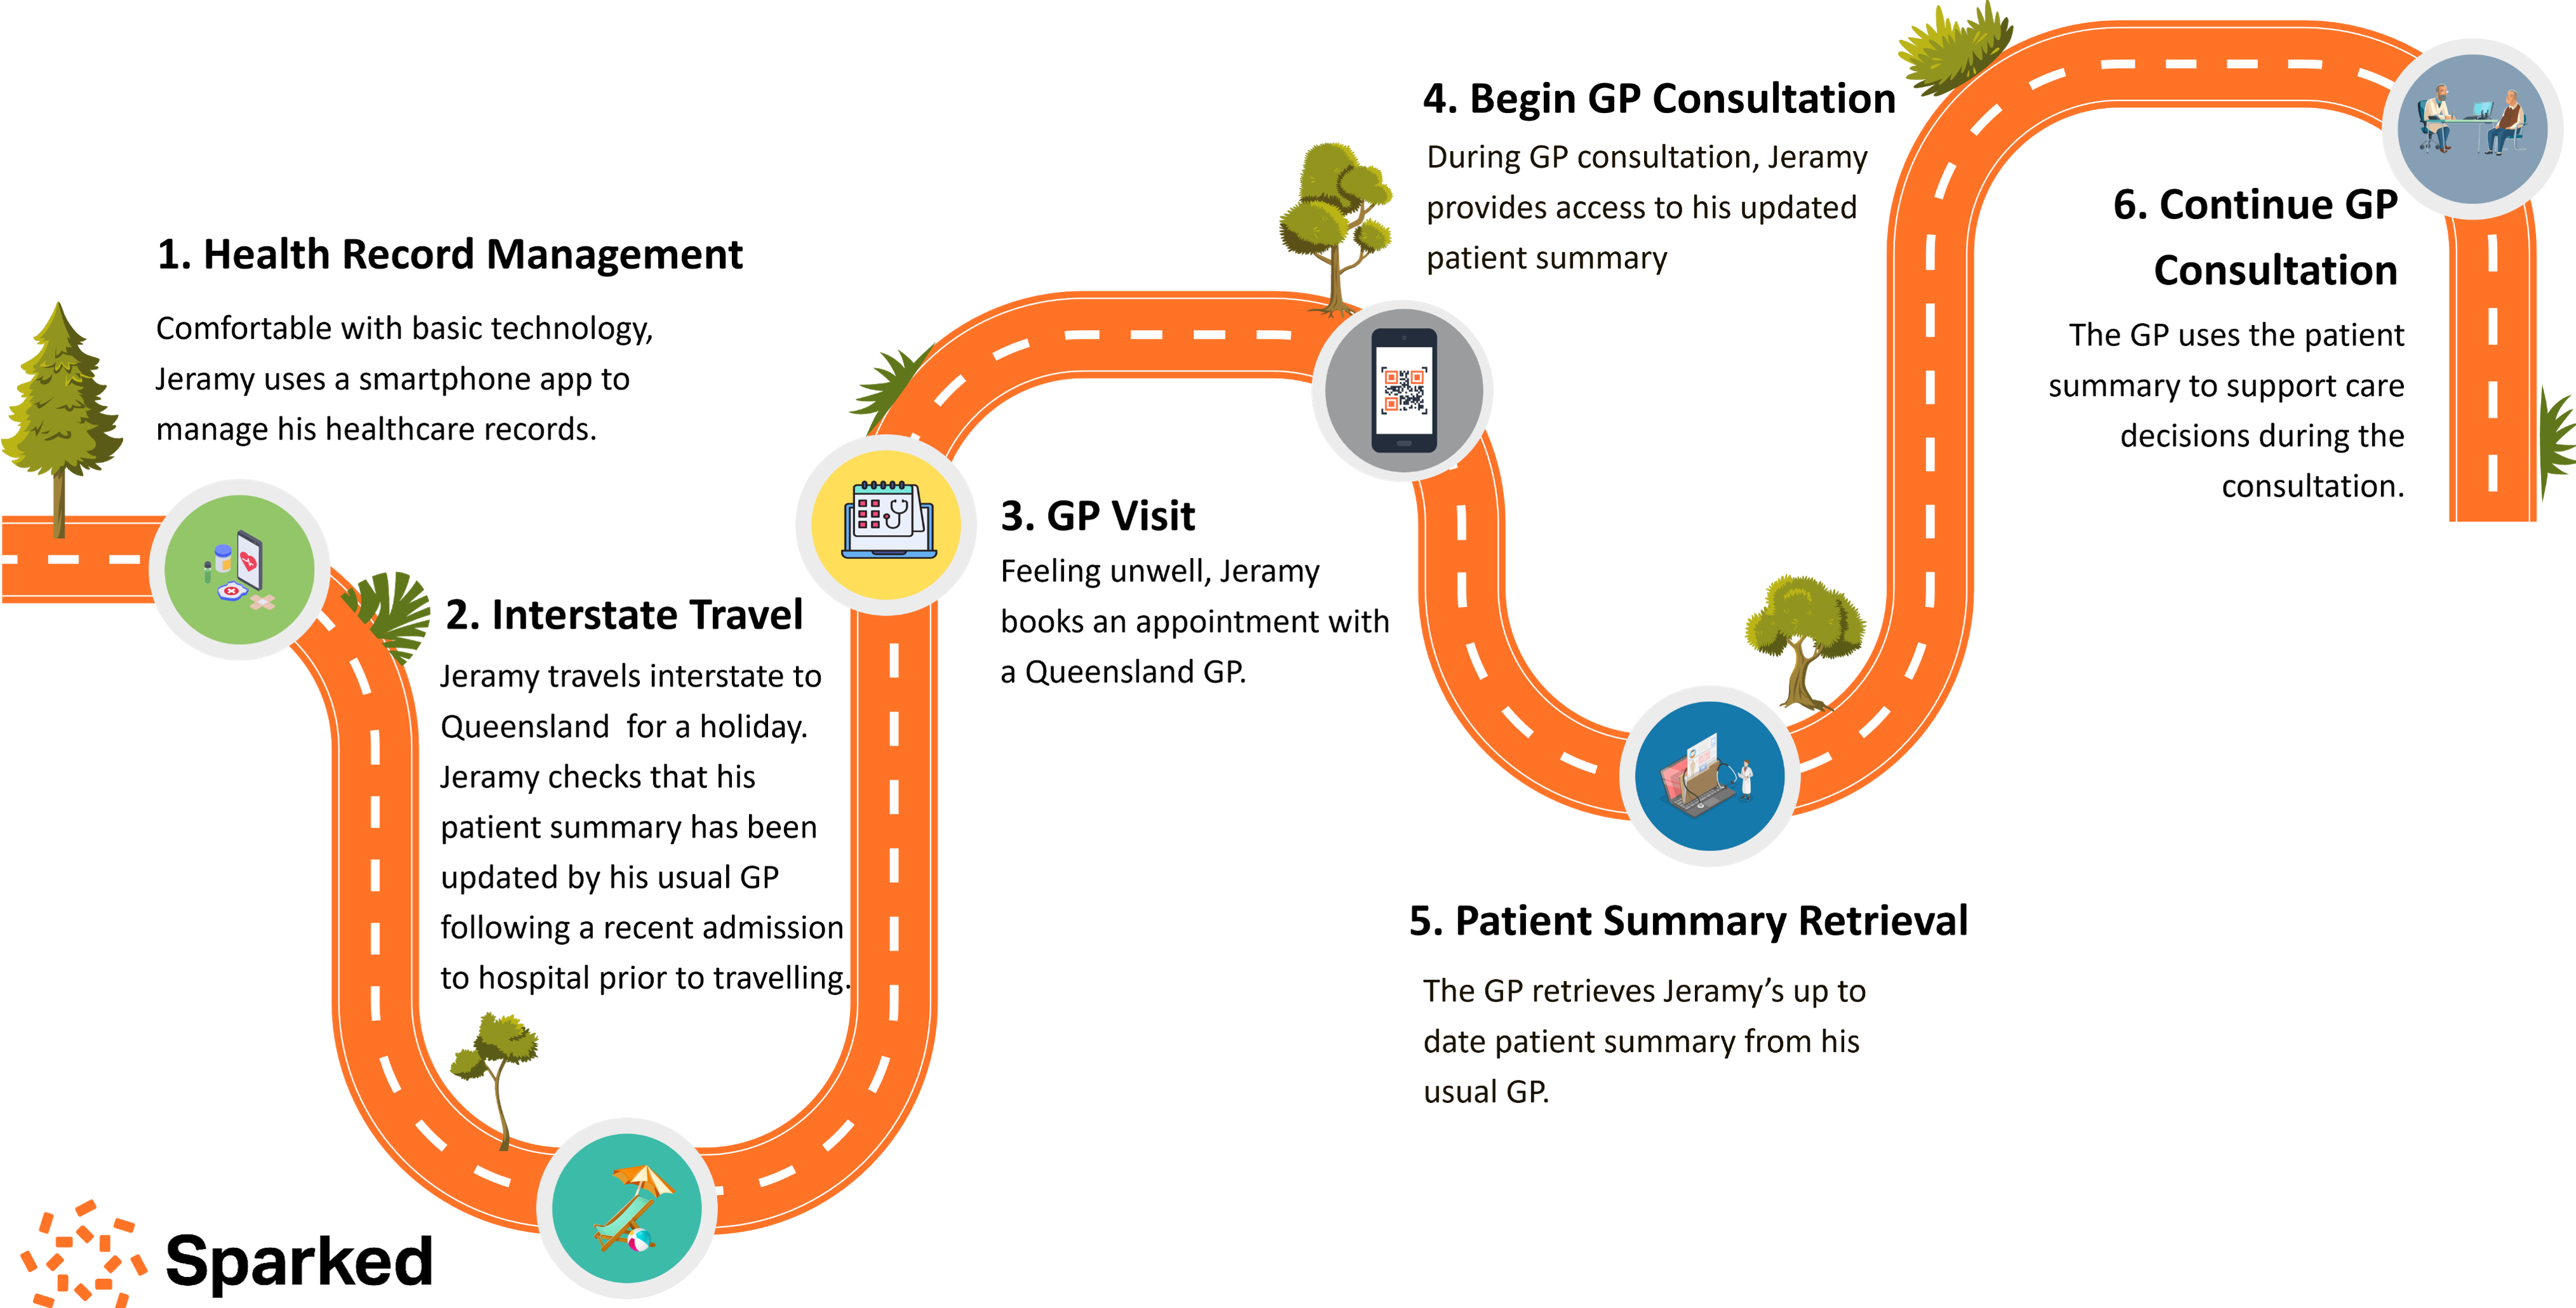 1. Health Record Management
Comfortable with basic technology,
Jeramy uses a smartphone app to
manage his healthcare records.
2. Interstate Travel
Jeramy travels interstate to
Queensland  for a holiday.
Jeramy checks that his
patient summary has been
updated by his usual GP
following a recent admission
to hospital prior to travelling.
3. GP Visit
Feeling unwell, Jeramy
books an appointment with
a Queensland GP.
4. Begin GP Consultation
During GP consultation, Jeramy
provides access to his updated
patient summary
5. Patient Summary Retrieval
The GP retrieves Jeramy’s up to
date patient summary from his
usual GP.
6. Continue GP
Consultation
The GP uses the patient
summary to support care
decisions during the
consultation.
Sparked